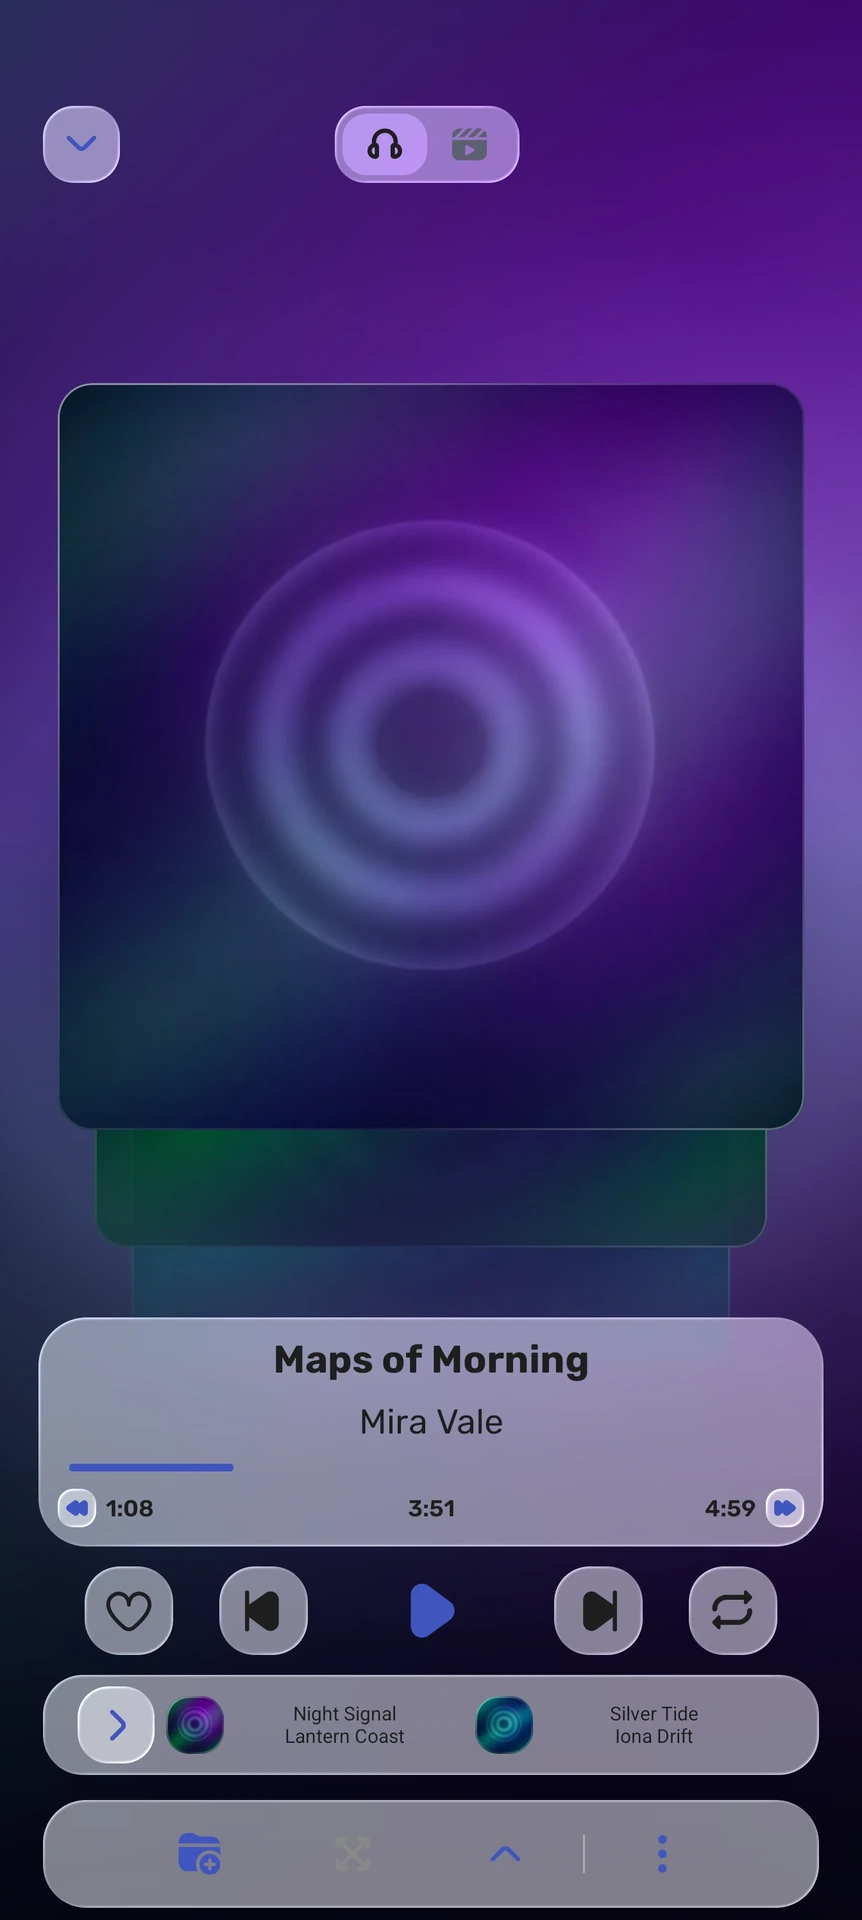 Maps of Morning
Mira Vale
1:08 3:51 4:59
Night Signal
Lantern Coast
Silver Tide
Iona Drift